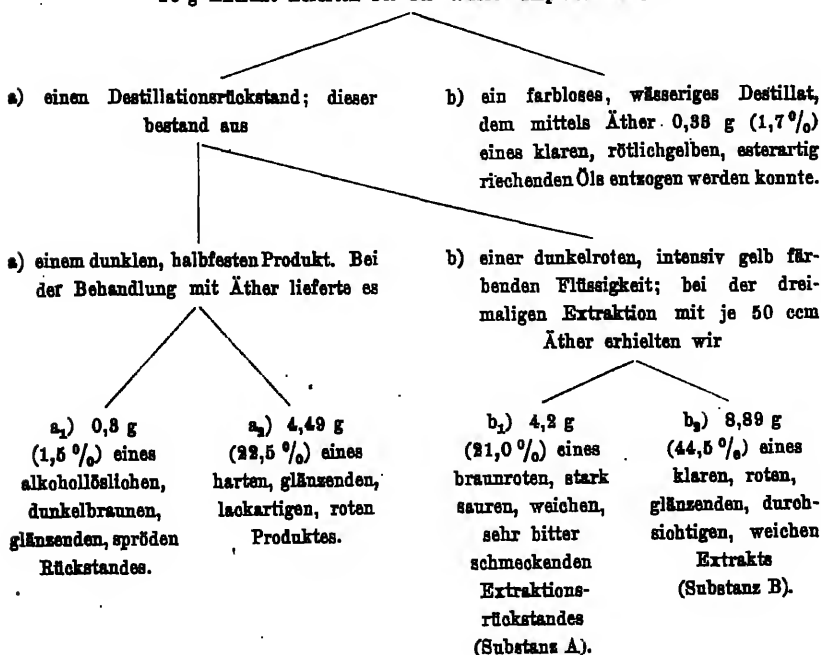 a) einen Destillationsrückstand; dieser
bestand aus
b) ein farbloses, wässeriges Destillat,
dem mittels Äther 0,33 g (1,7 %)
eines klaren, rötlichgelben, esterartig
riechenden Öls entzogen werden konnte.
a) einem dunklen, halbfesten Produkt. Bei
der Behandlung mit Äther lieferte es
b) einer dunkelroten, intensiv gelb fär-
benden Flüssigkeit; bei der drei-
maligen Extraktion mit je 50 ccm
Äther erhielten wir
a₁) 0,3 g
(1,5 %) eines
alkohollöslichen,
dunkelbraunen,
glänzenden, spröden
Rückstandes.
a₂) 4,49 g
(22,5 %) eines
harten, glänzenden,
lackartigen, roten
Produktes.
b₁) 4,2 g
(21,0 %) eines
braunroten, stark
sauren, weichen,
sehr bitter
schmeckenden
Extraktions-
rückstandes
(Substanz A).
b₂) 8,89 g
(44,5 %) eines
klaren, roten,
glänzenden, durch-
sichtigen, weichen
Extrakts
(Substanz B).